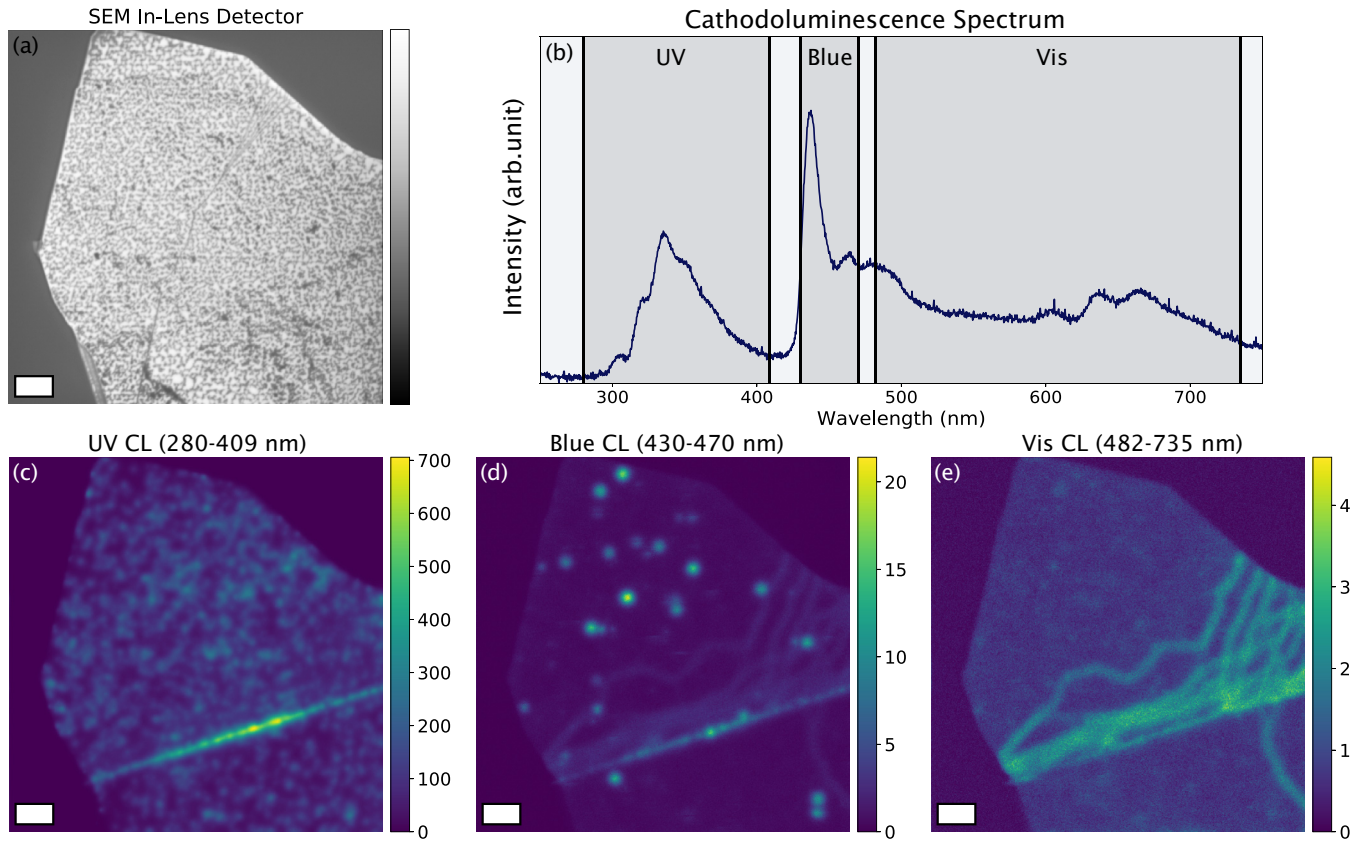 SEM In-Lens Detector
(a)
Cathodoluminescence Spectrum
(b)
UV
Blue
Vis
Intensity (arb.unit)
300
400
500
600
700
Wavelength (nm)
UV CL (280-409 nm)
(c)
700
600
500
400
300
200
100
0
Blue CL (430-470 nm)
(d)
20
15
10
5
0
Vis CL (482-735 nm)
(e)
4
3
2
1
0